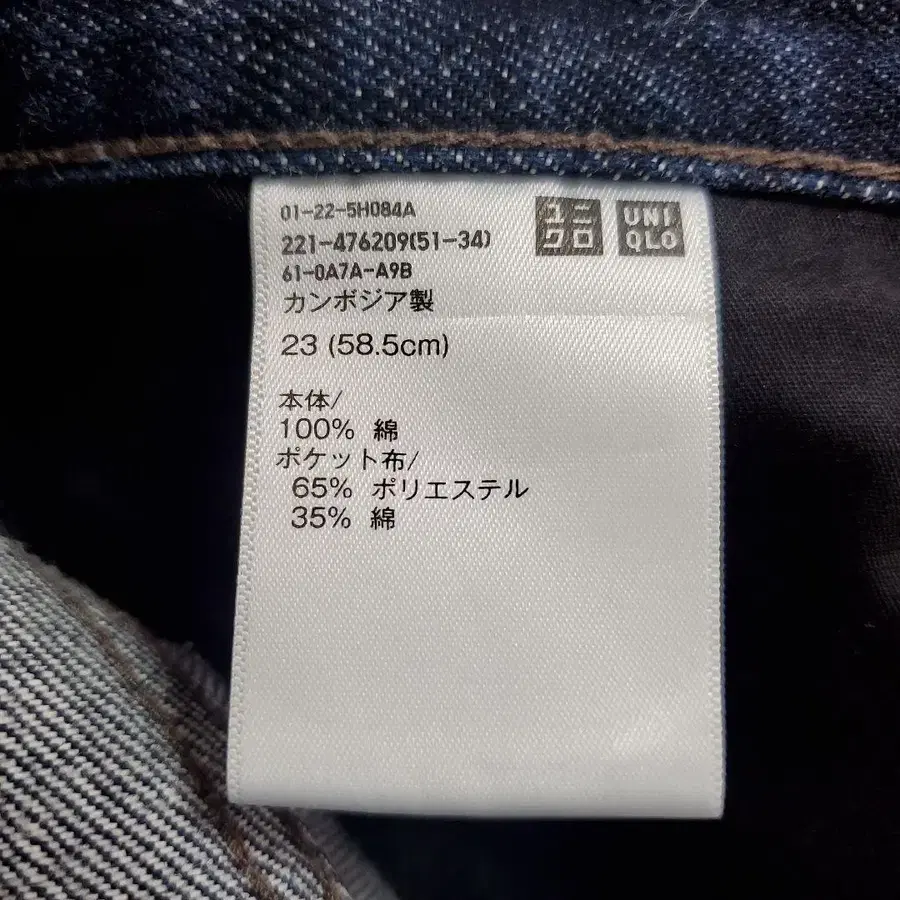 01-22-5H084A
221-476209(51-34)
61-0A7A-A9B
ユニ
クロ
UNI
QLO
カンボジア製
23 (58.5cm)
本体/
100% 綿
ポケット布/
65% ポリエステル
35% 綿